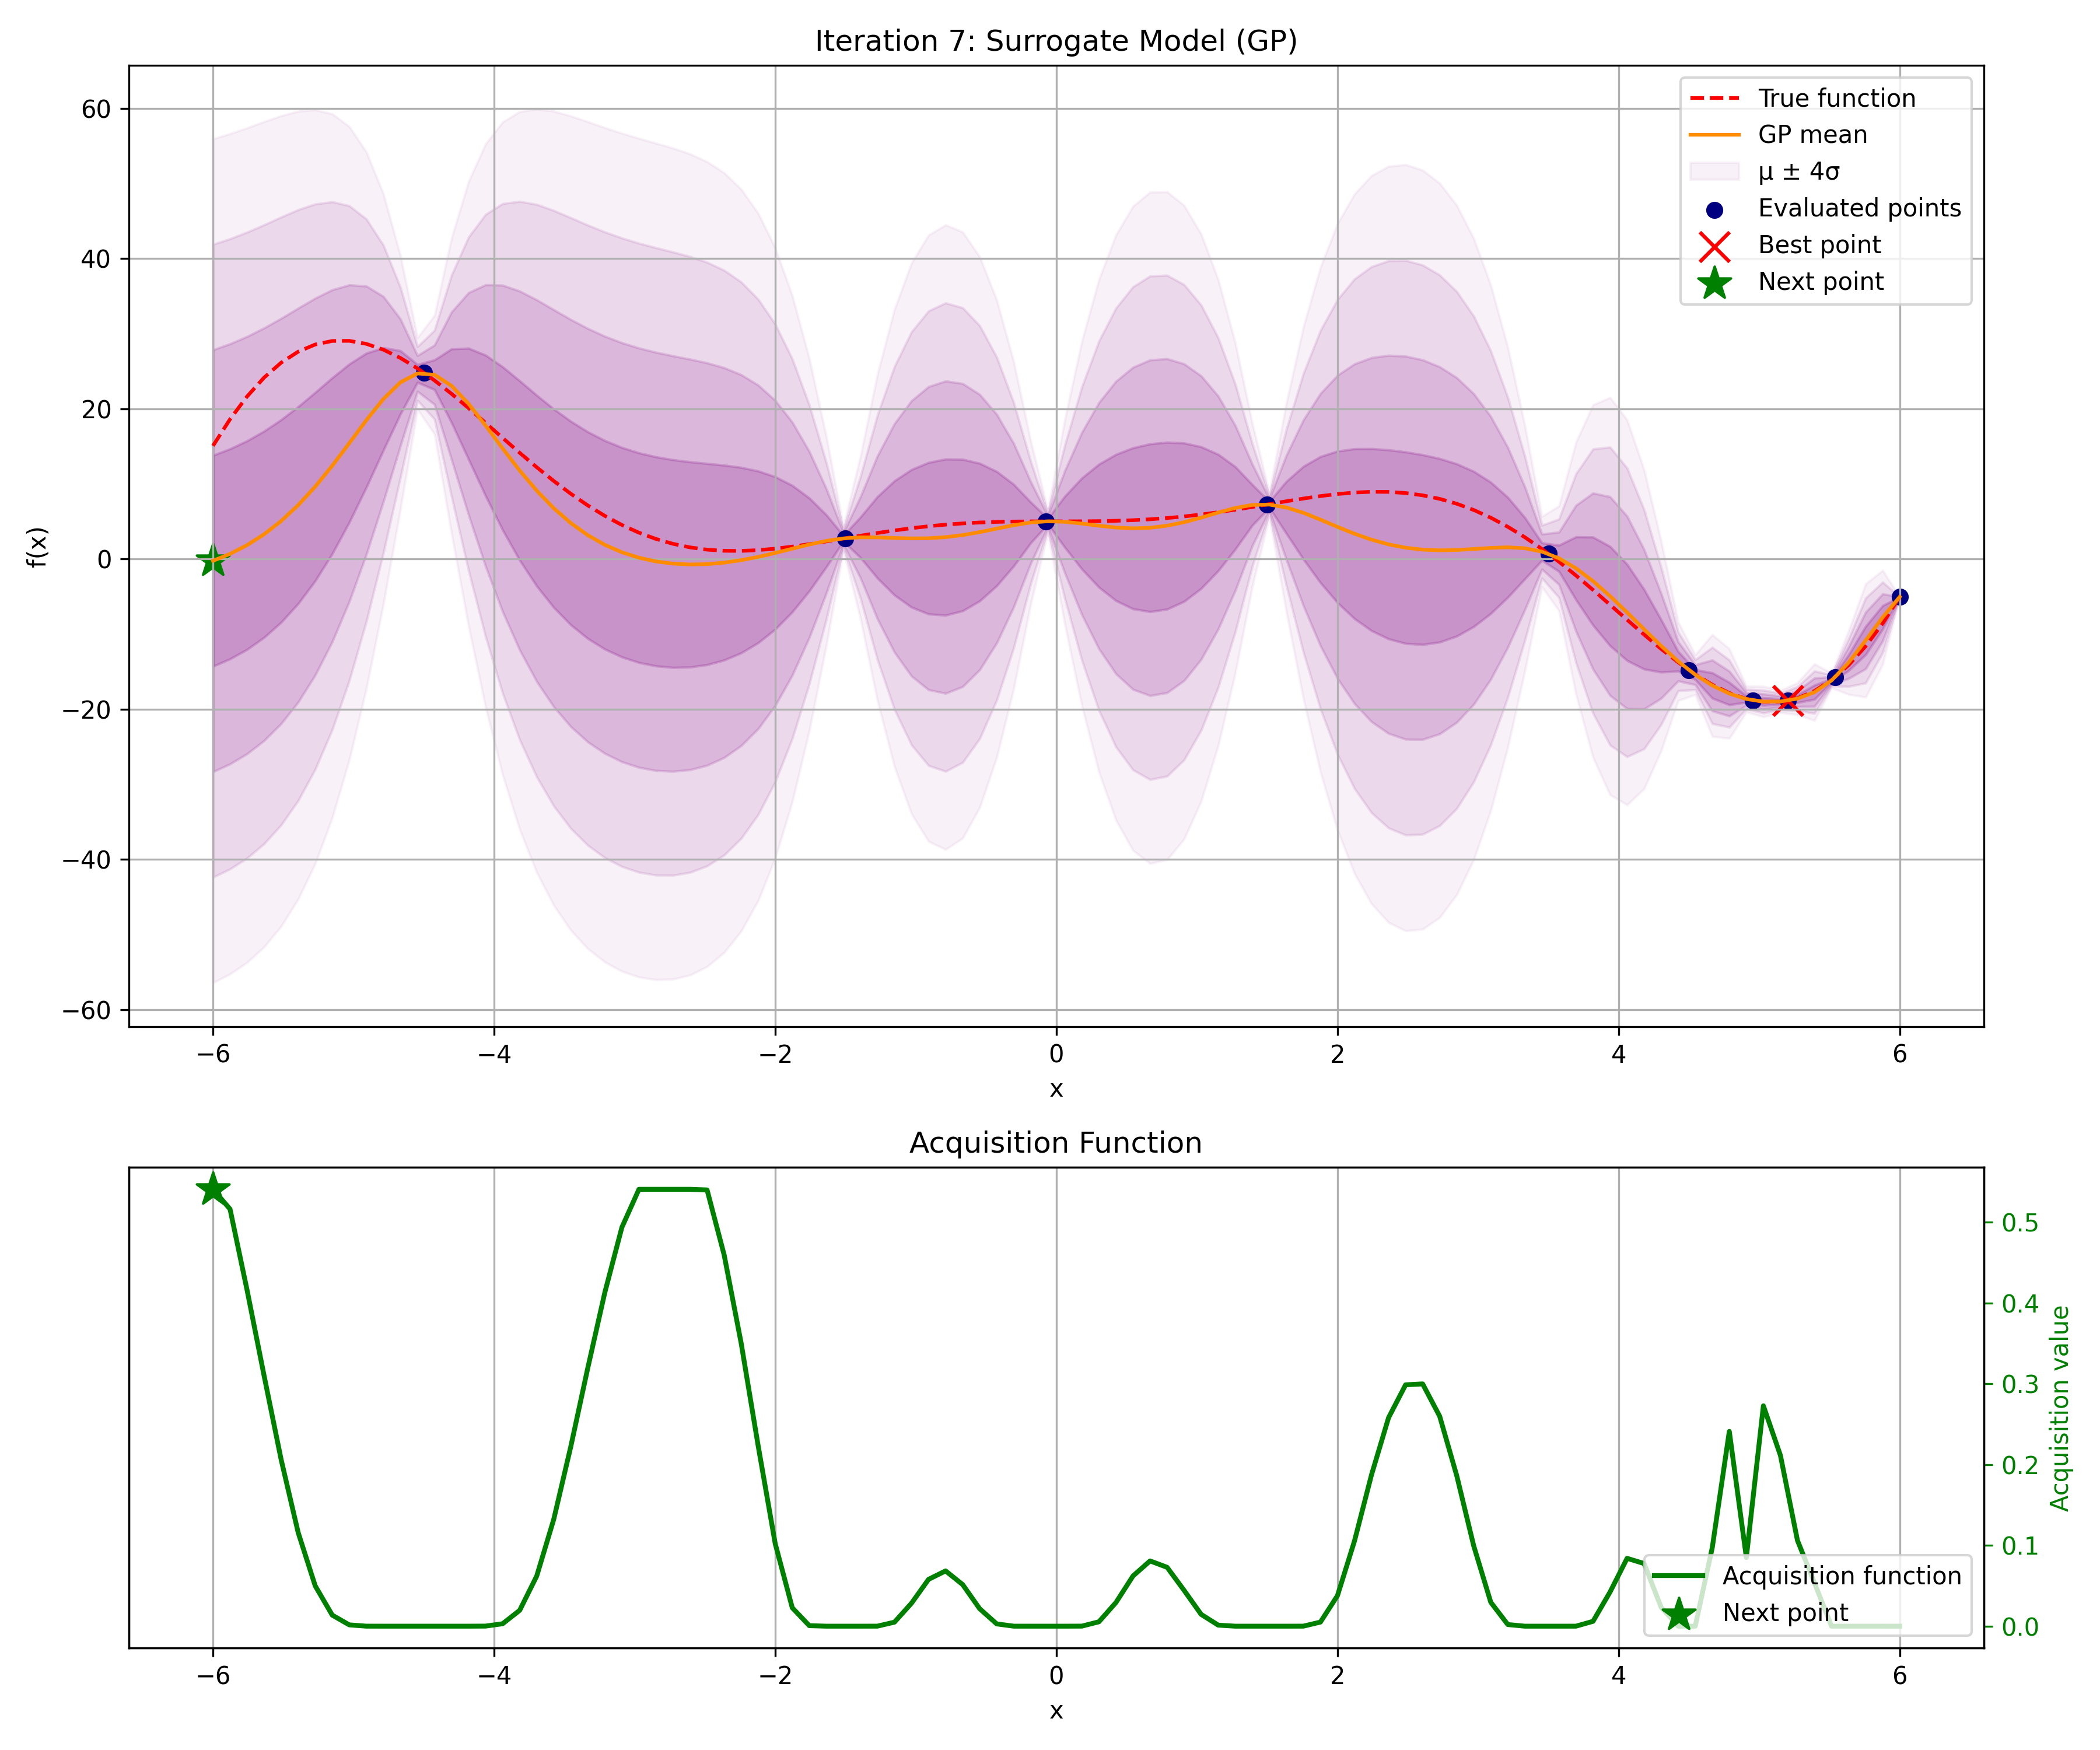 Iteration 7: Surrogate Model (GP)
True function
GP mean
μ ± 4σ
Evaluated points
Best point
Next point
60
40
20
0
−20
−40
−60
f(x)
−6 −4 −2 0 2 4 6
x
Acquisition Function
0.5
0.4
0.3
0.2
0.1
0.0
Acquisition value
Acquisition function
Next point
−6 −4 −2 0 2 4 6
x